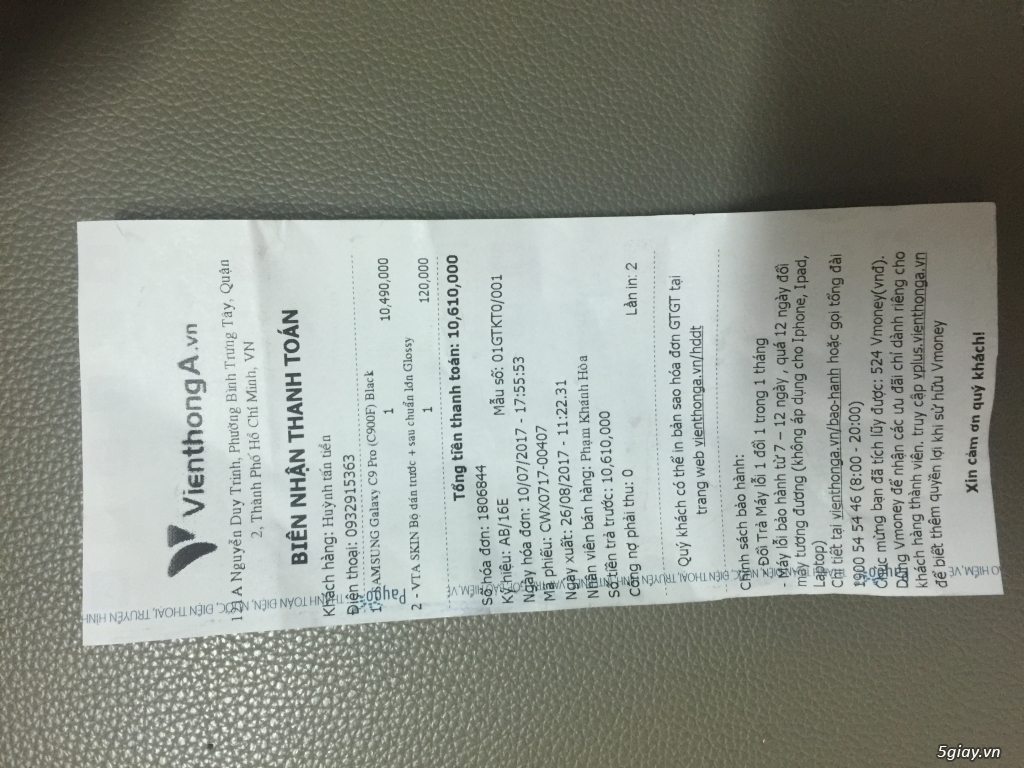 VienthongA.vn
121A Nguyễn Duy Trinh, Phường Bình Trưng Tây, Quận
2, Thành Phố Hồ Chí Minh, VN
BIÊN NHẬN THANH TOÁN
Khách hàng: Huỳnh tấn tiền
Điện thoại: 0932915363
1 - SAMSUNG Galaxy C9 Pro (C900F) Black
1 10,490,000
2 - VTA SKIN Bộ dán trước + sau chuẩn lớn Glossy
1 120,000
Tổng tiền thanh toán: 10,610,000
Số hóa đơn: 1806844
Ký hiệu: AB/16E Mẫu số: 01GTKT0/001
Ngày hóa đơn: 10/07/2017 - 17:55:53
Mã phiếu: CWX0717-00407
Ngày xuất: 26/08/2017 - 11:22.31
Nhân viên bán hàng: Phạm Khánh Hòa
Số tiền trả trước: 10,610,000
Công nợ phải thu: 0 Lần in: 2
Quý khách có thể in bản sao hóa đơn GTGT tại
trang web vienthonga.vn/hddt
Chính sách bảo hành:
- Đổi Trả Máy lỗi 1 đổi 1 trong 1 tháng
- Máy lỗi bảo hành từ 7 – 12 ngày , quá 12 ngày đổi
máy tương đương (không áp dụng cho Iphone, Ipad,
Laptop)
Chi tiết tại vienthonga.vn/bao-hanh hoặc gọi tổng đài
1900 54 54 46 (8:00 - 20:00)
Chúc mừng bạn đã tích lũy được: 524 Vmoney(vnđ).
Dùng Vmoney để nhận các ưu đãi chỉ dành riêng cho
khách hàng thành viên. truy cập vplus.vienthonga.vn
để biết thêm quyền lợi khi sử hữu Vmoney
Xin cảm ơn quý khách!
5giay.vn